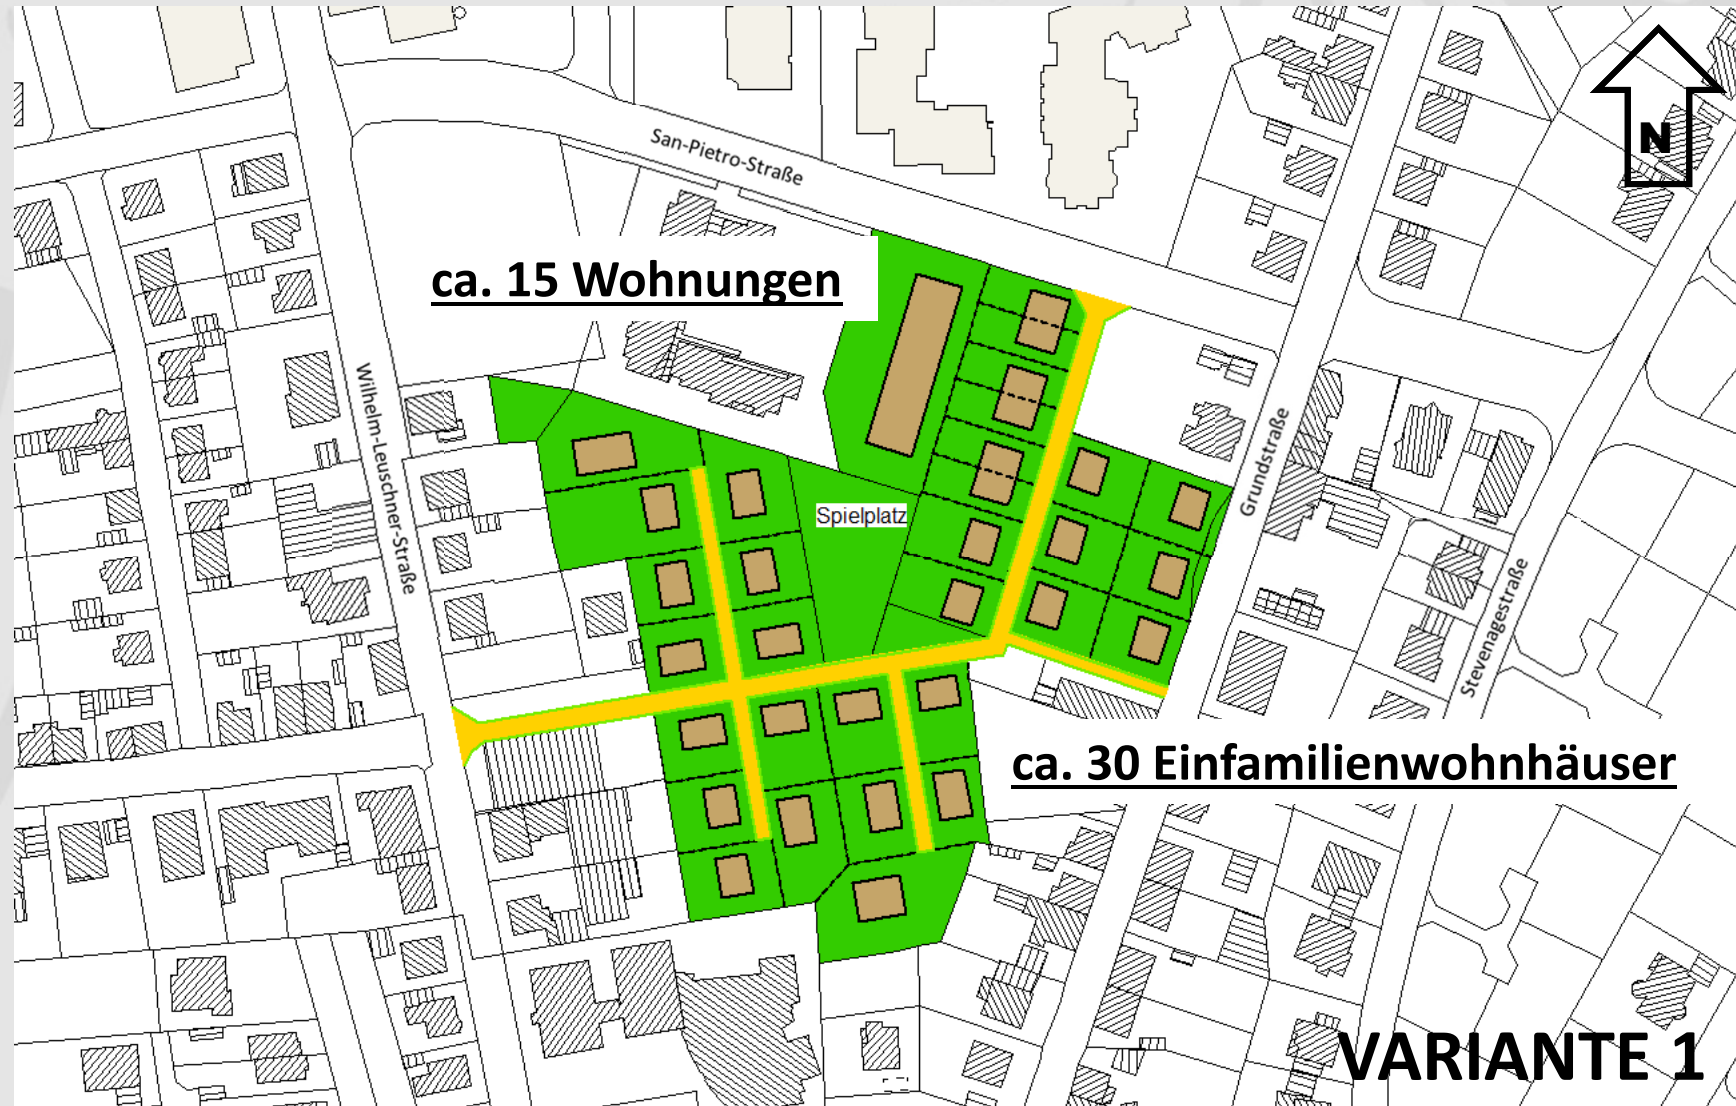 N
San-Pietro-Straße
ca. 15 Wohnungen
Wilhelm-Leuschner-Straße
Grundstraße
Spielplatz
Stevenagestraße
ca. 30 Einfamilienwohnhäuser
VARIANTE 1